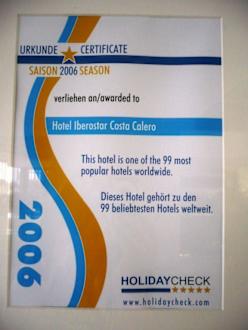 URKUNDE CERTIFICATE
SAISON 2006 SEASON
verliehen an/awarded to
Hotel Iberostar Costa Calero
This hotel is one of the 99 most
popular hotels worldwide.
Dieses Hotel gehört zu den
99 beliebtesten Hotels weltweit.
2006
HOLIDAYCHECK
www.holidaycheck.com